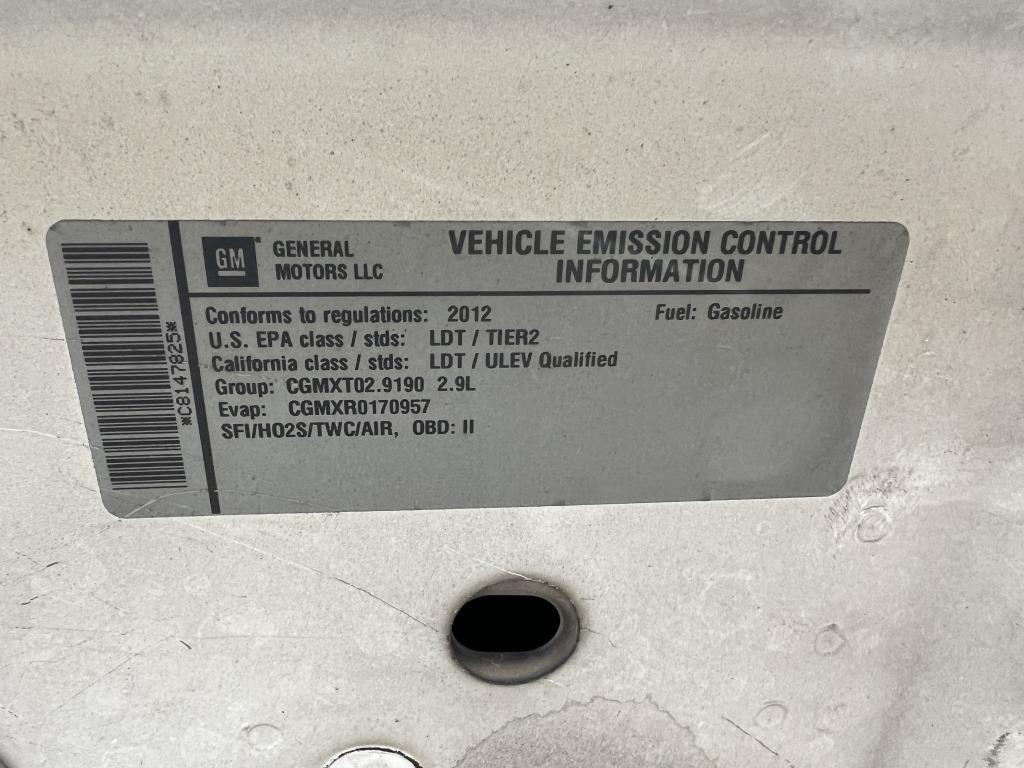 GM GENERAL MOTORS LLC
VEHICLE EMISSION CONTROL
INFORMATION
Conforms to regulations: 2012 Fuel: Gasoline
U.S. EPA class / stds: LDT / TIER2
California class / stds: LDT / ULEV Qualified
Group: CGMXT02.9190 2.9L
Evap: CGMXR0170957
SFI/HO2S/TWC/AIR, OBD: II
*C8147825*